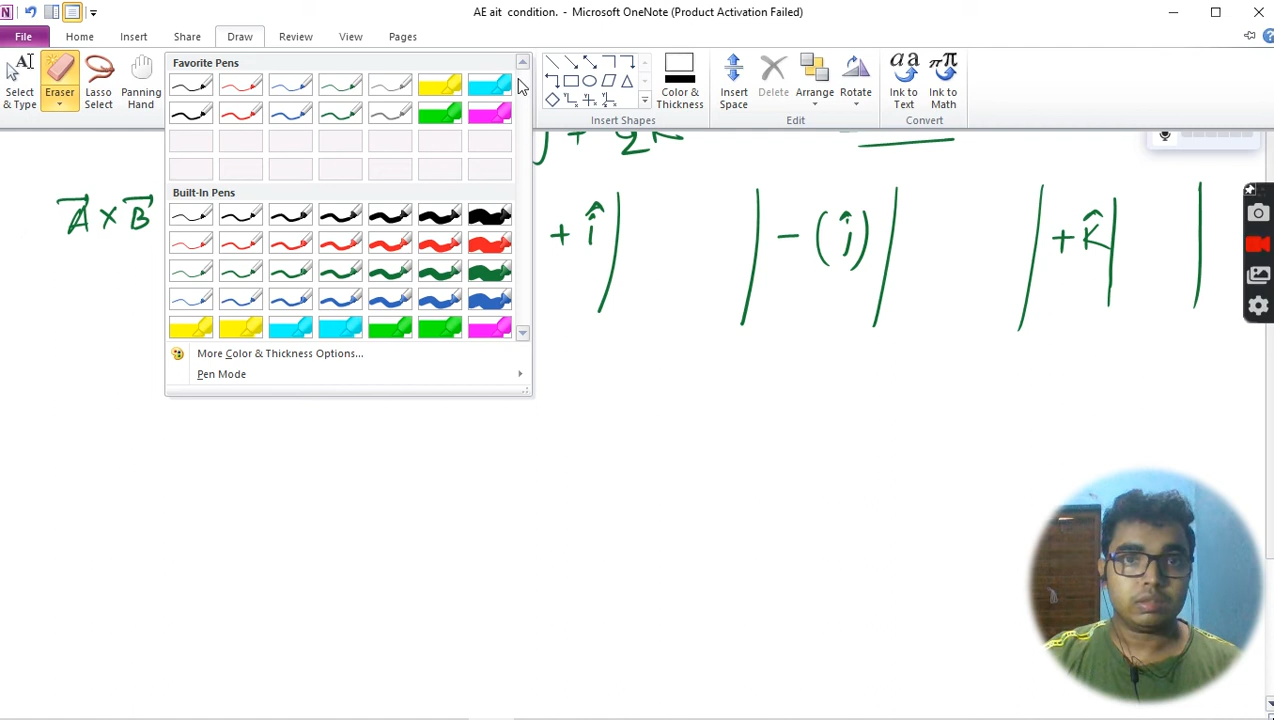 AE ait condition. - Microsoft OneNote (Product Activation Failed)
File Home Insert Share Draw Review View Pages
Select & Type
Eraser
Lasso Select
Panning Hand
Favorite Pens
Built-In Pens
More Color & Thickness Options...
Pen Mode
Color & Thickness
Insert Space
Delete
Arrange
Rotate
Ink to Text
Ink to Math
Insert Shapes
Edit
Convert
A⃗ × B⃗ + î | | - (ĵ) | | + k̂ | |